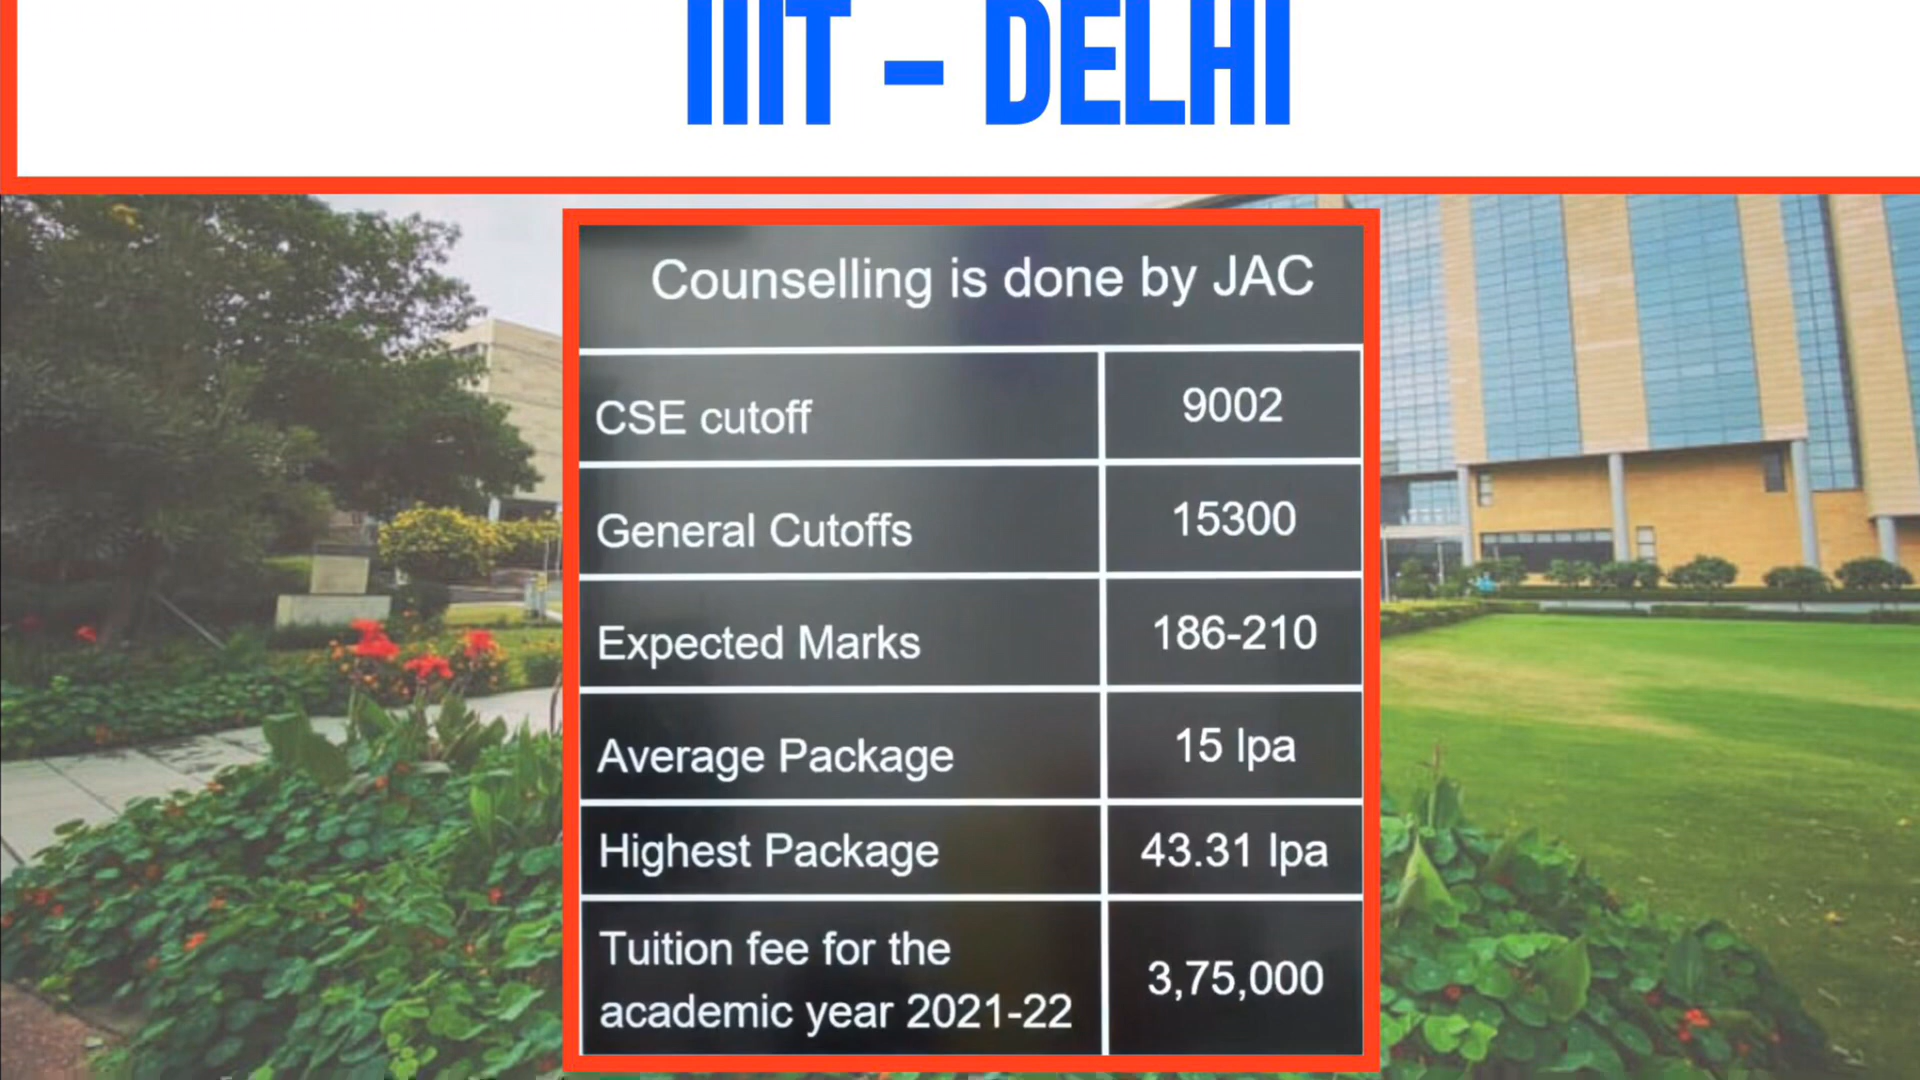 IIIT – DELHI
Counselling is done by JAC
CSE cutoff 9002
General Cutoffs 15300
Expected Marks 186-210
Average Package 15 lpa
Highest Package 43.31 lpa
Tuition fee for the
academic year 2021-22 3,75,000